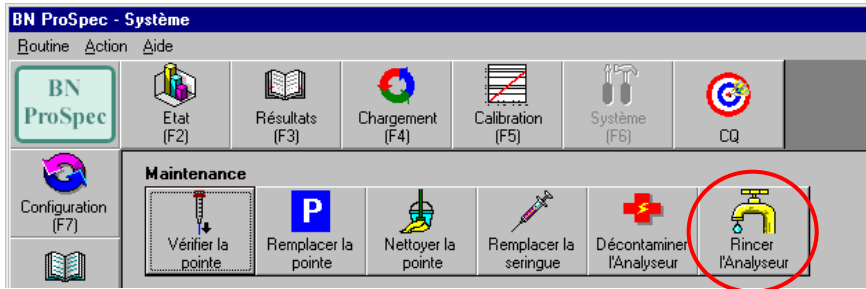 BN ProSpec - Système
Routine Action Aide
BN
ProSpec
Etat
(F2)
Résultats
(F3)
Chargement
(F4)
Calibration
(F5)
Système
(F6)
CQ
Configuration
(F7)
Maintenance
Vérifier la
pointe
P
Remplacer la
pointe
Nettoyer la
pointe
Remplacer la
seringue
Décontaminer
l'Analyseur
Rincer
l'Analyseur